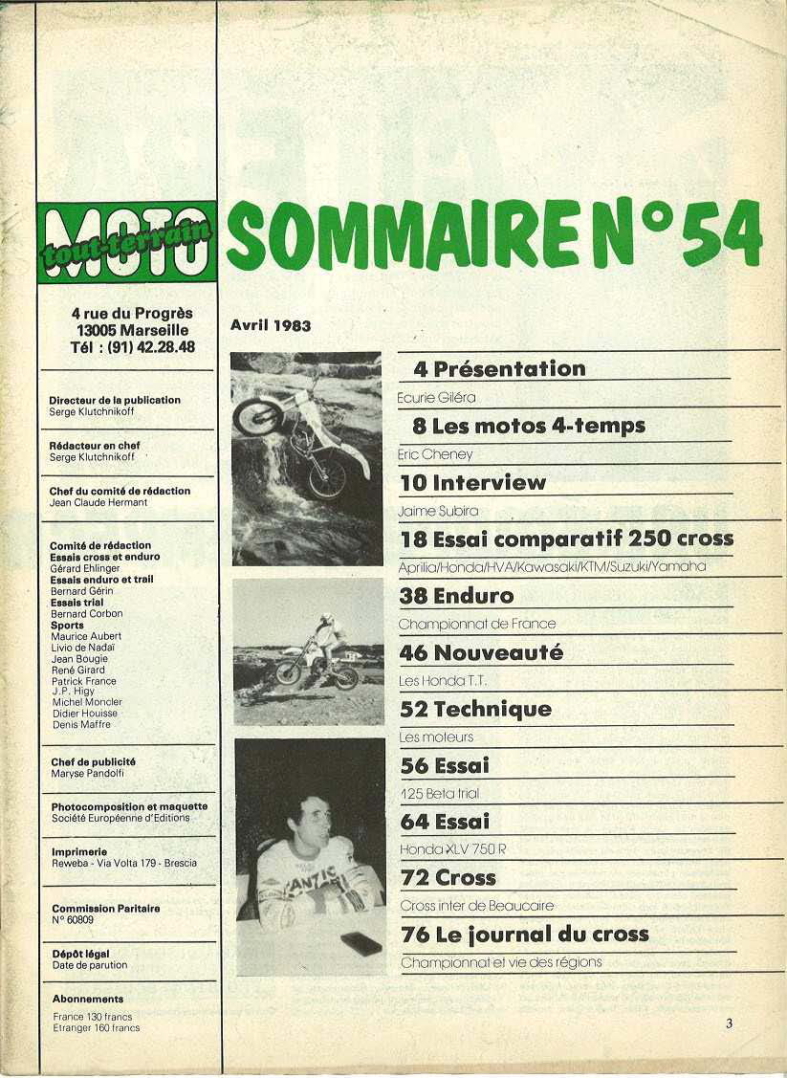 MOTO
tout-terrain
MOTO
SOMMAIRE N° 54
4 rue du Progrès
13005 Marseille
Tél : (91) 42.28.48
Directeur de la publication
Serge Klutchnikoff
Rédacteur en chef
Serge Klutchnikoff
Chef du comité de rédaction
Jean Claude Hermant
Comité de rédaction
Essais cross et enduro
Gérard Ehlinger
Essais enduro et trail
Bernard Gérin
Essais trial
Bernard Corbon
Sports
Maurice Aubert
Livio de Nadaï
Jean Bougie
René Girard
Patrick France
J.P. Higy
Michel Moncler
Didier Houisse
Denis Maffre
Chef de publicité
Maryse Pandolfi
Photocomposition et maquette
Société Européenne d'Editions
Imprimerie
Reweba - Via Volta 179 - Brescia
Commission Paritaire
N° 60809
Dépôt légal
Date de parution
Abonnements
France 130 francs
Etranger 160 francs
Avril 1983
4 Présentation
Ecurie Giléra
8 Les motos 4-temps
Eric Cheney
10 Interview
Jaime Subira
18 Essai comparatif 250 cross
Aprilia/Honda/HVA/Kawasaki/KTM/Suzuki/Yamaha
38 Enduro
Championnat de France
46 Nouveauté
Les Honda T.T.
52 Technique
Les moteurs
56 Essai
125 Beta trial
64 Essai
Honda XLV 750 R
72 Cross
Cross inter de Beaucaire
76 Le journal du cross
Championnat et vie des régions
3